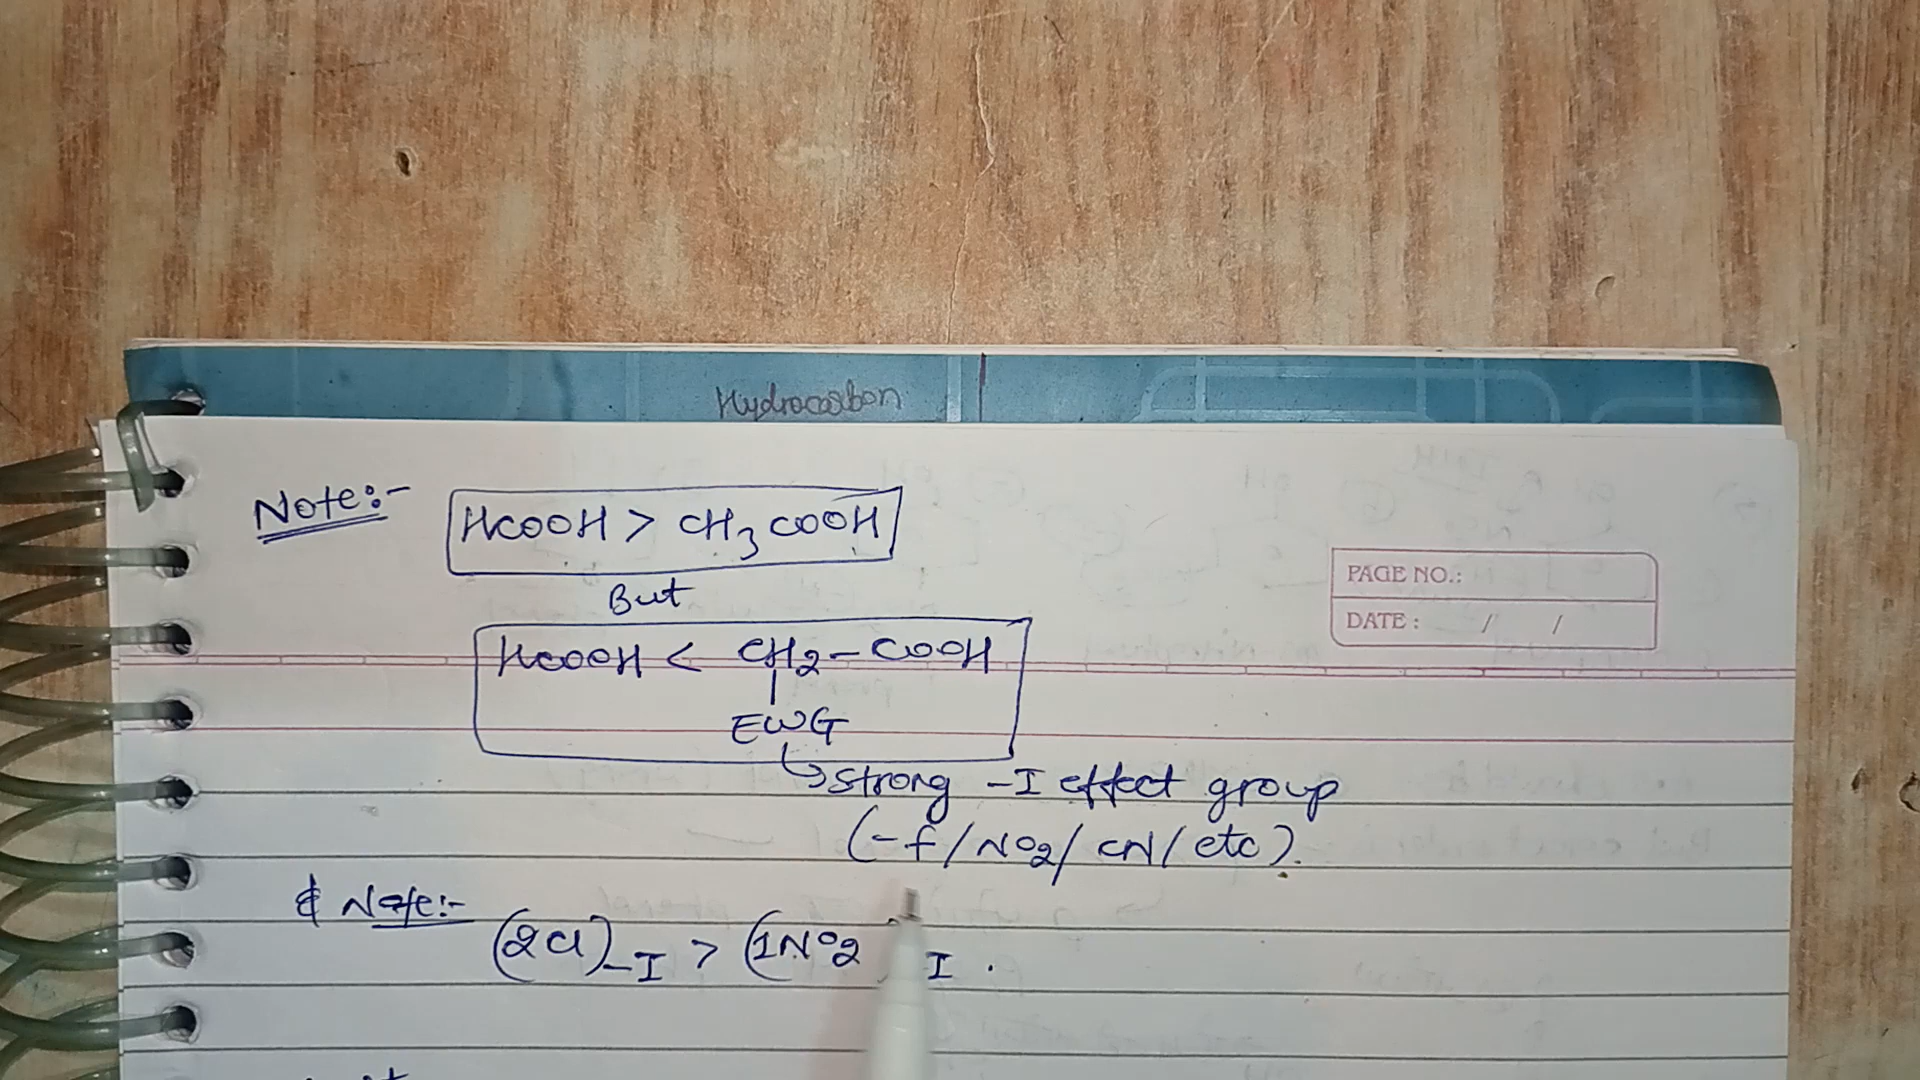 Hydrocarbon
Note:- HCOOH > CH3COOH
PAGE NO.:
But
DATE : / /
HCOOH < CH2-COOH
|
EWG
↳ strong -I effect group
(-f/NO2/CN/etc).
& Note:-
(2Cl)-I > (1NO2 I .